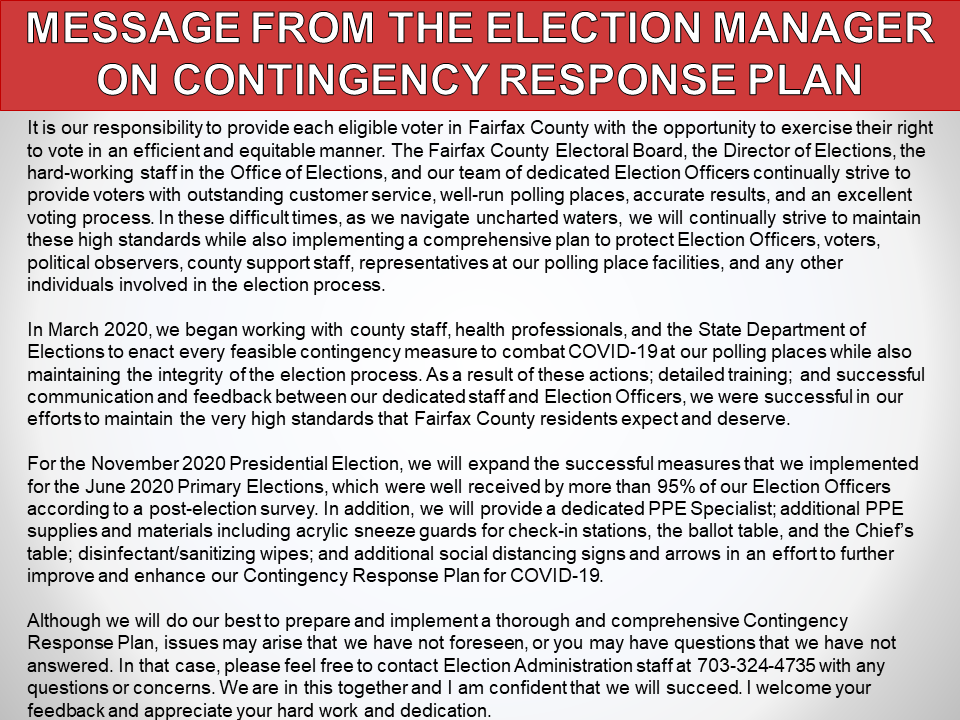 MESSAGE FROM THE ELECTION MANAGER
ON CONTINGENCY RESPONSE PLAN
It is our responsibility to provide each eligible voter in Fairfax County with the opportunity to exercise their right
to vote in an efficient and equitable manner. The Fairfax County Electoral Board, the Director of Elections, the
hard-working staff in the Office of Elections, and our team of dedicated Election Officers continually strive to
provide voters with outstanding customer service, well-run polling places, accurate results, and an excellent
voting process. In these difficult times, as we navigate uncharted waters, we will continually strive to maintain
these high standards while also implementing a comprehensive plan to protect Election Officers, voters,
political observers, county support staff, representatives at our polling place facilities, and any other
individuals involved in the election process.
In March 2020, we began working with county staff, health professionals, and the State Department of
Elections to enact every feasible contingency measure to combat COVID-19 at our polling places while also
maintaining the integrity of the election process. As a result of these actions; detailed training; and successful
communication and feedback between our dedicated staff and Election Officers, we were successful in our
efforts to maintain the very high standards that Fairfax County residents expect and deserve.
For the November 2020 Presidential Election, we will expand the successful measures that we implemented
for the June 2020 Primary Elections, which were well received by more than 95% of our Election Officers
according to a post-election survey. In addition, we will provide a dedicated PPE Specialist; additional PPE
supplies and materials including acrylic sneeze guards for check-in stations, the ballot table, and the Chief's
table; disinfectant/sanitizing wipes; and additional social distancing signs and arrows in an effort to further
improve and enhance our Contingency Response Plan for COVID-19.
Although we will do our best to prepare and implement a thorough and comprehensive Contingency
Response Plan, issues may arise that we have not foreseen, or you may have questions that we have not
answered. In that case, please feel free to contact Election Administration staff at 703-324-4735 with any
questions or concerns. We are in this together and I am confident that we will succeed. I welcome your
feedback and appreciate your hard work and dedication.